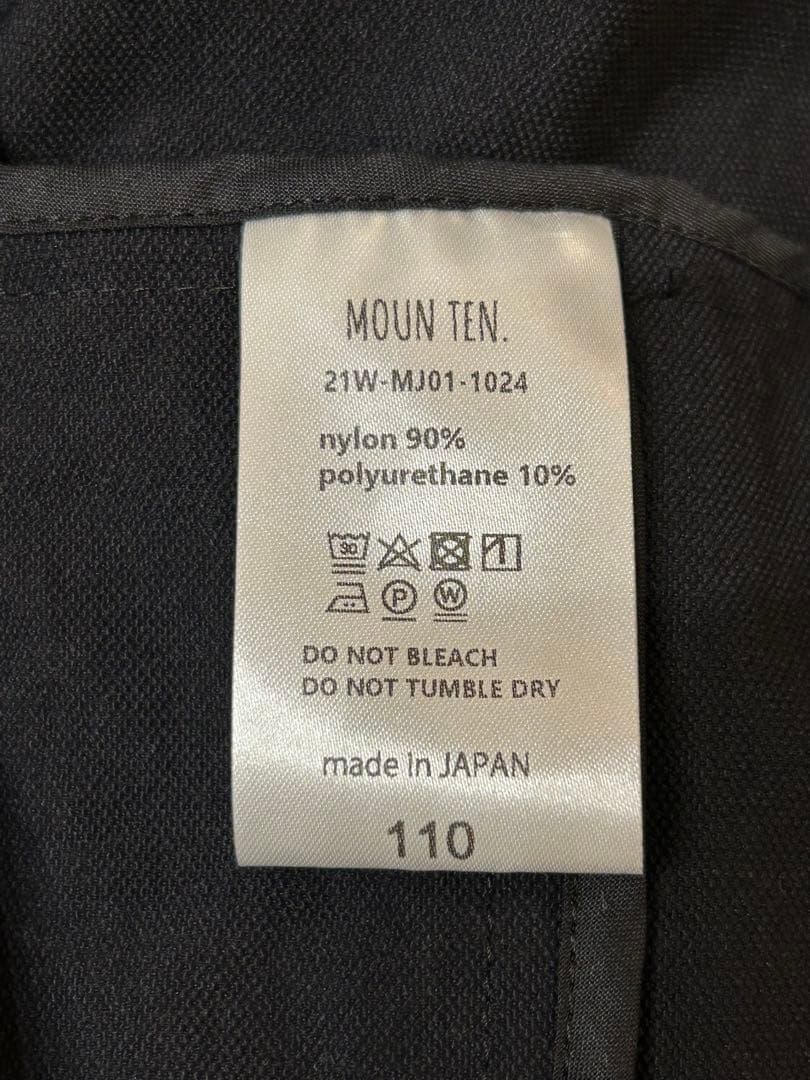 MOUN TEN.
21W-MJ01-1024
nylon 90%
polyurethane 10%
30
P W
DO NOT BLEACH
DO NOT TUMBLE DRY
made in JAPAN
110